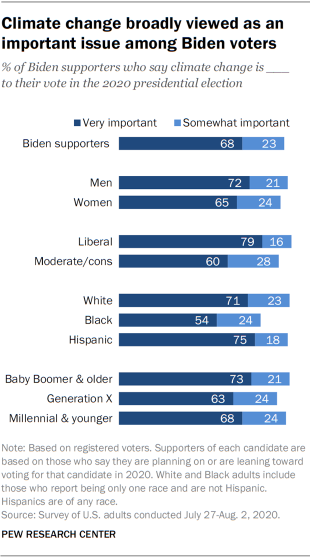 Climate change broadly viewed as an
important issue among Biden voters
% of Biden supporters who say climate change is ___
to their vote in the 2020 presidential election
Very important Somewhat important
Biden supporters 68 23
Men 72 21
Women 65 24
Liberal 79 16
Moderate/cons 60 28
White 71 23
Black 54 24
Hispanic 75 18
Baby Boomer & older 73 21
Generation X 63 24
Millennial & younger 68 24
Note: Based on registered voters. Supporters of each candidate are
based on those who say they are planning on or are leaning toward
voting for that candidate in 2020. White and Black adults include
those who report being only one race and are not Hispanic.
Hispanics are of any race.
Source: Survey of U.S. adults conducted July 27-Aug. 2, 2020.
PEW RESEARCH CENTER